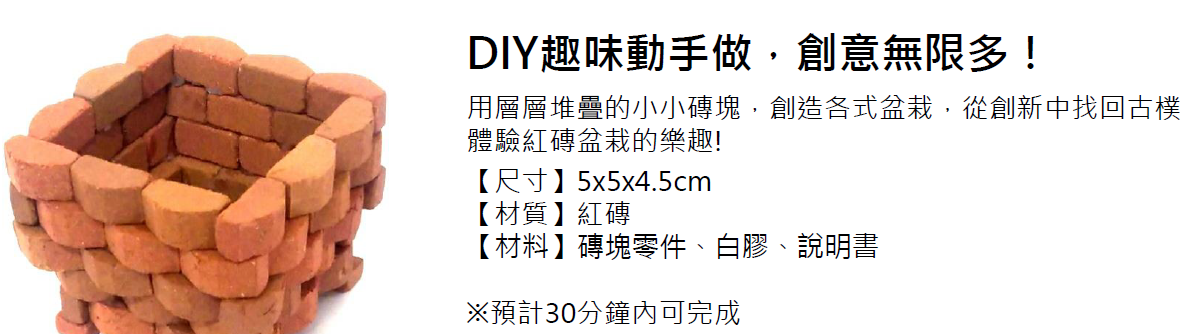 DIY趣味動手做，創意無限多！
用層層堆疊的小小磚塊，創造各式盆栽，從創新中找回古樸
體驗紅磚盆栽的樂趣!
【尺寸】5x5x4.5cm
【材質】紅磚
【材料】磚塊零件、白膠、說明書
※預計30分鐘內可完成